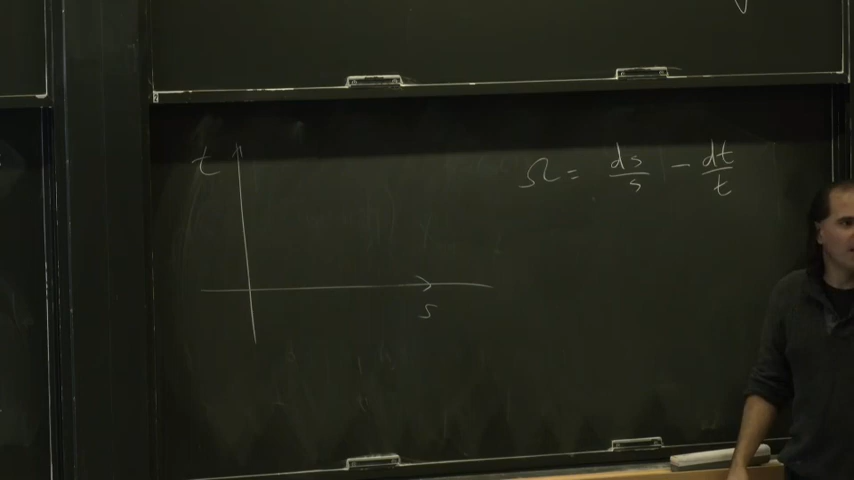 t
Ω = ds/s - dt/t
s